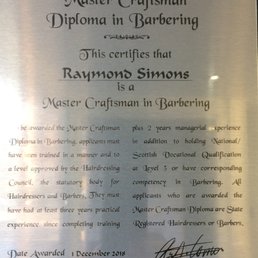 Master Craftsman
Diploma in Barbering
This certifies that
Raymond Simons
is a
Master Craftsman in Barbering
To be awarded the Master Craftsman
Diploma in Barbering, applicants must
have been trained in a manner and to
a level approved by the Hairdressing
Council, the statutory body for
Hairdressers and Barbers. They must
have had at least three years practical
experience since completing training
plus 2 years managerial experience
in addition to holding National/
Scottish Vocational Qualification
at Level 3 or have corresponding
competency in Barbering. All
applicants who are awarded the
Master Craftsman Diploma are State
Registered Hairdressers or Barbers.
Date Awarded 1 December 2018